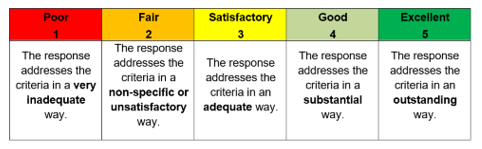 Poor
1
Fair
2
Satisfactory
3
Good
4
Excellent
5
The response
addresses the
criteria in a very
inadequate
way.
The response
addresses the
criteria in a
non-specific or
unsatisfactory
way.
The response
addresses the
criteria in an
adequate way.
The response
addresses the
criteria in a
substantial
way.
The response
addresses the
criteria in an
outstanding
way.